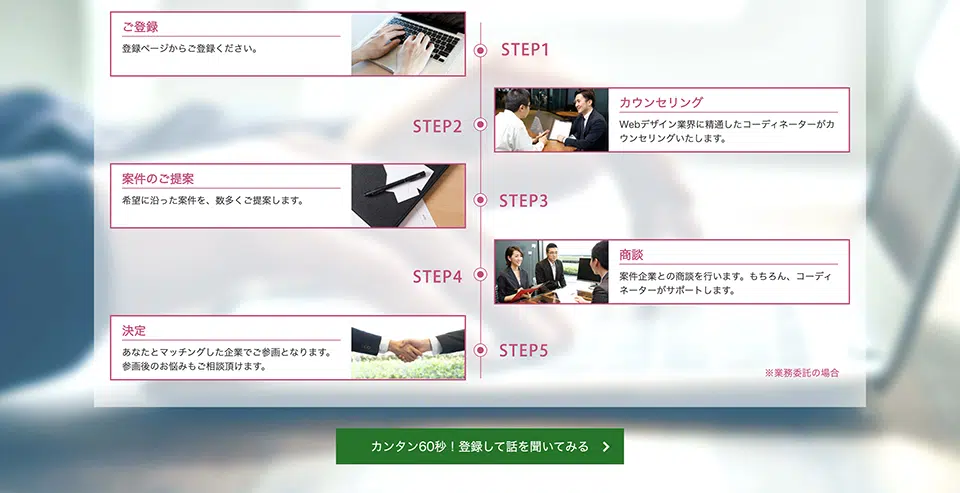 ご登録
登録ページからご登録ください。
STEP1
STEP2
カウンセリング
Webデザイン業界に精通したコーディネーターがカ
ウンセリングいたします。
案件のご提案
希望に沿った案件を、数多くご提案します。
STEP3
STEP4
商談
案件企業との商談を行います。もちろん、コーディ
ネーターがサポートします。
決定
あなたとマッチングした企業でご参画となります。
参画後のお悩みもご相談頂けます。
STEP5
※業務委託の場合
カンタン60秒！登録して話を聞いてみる